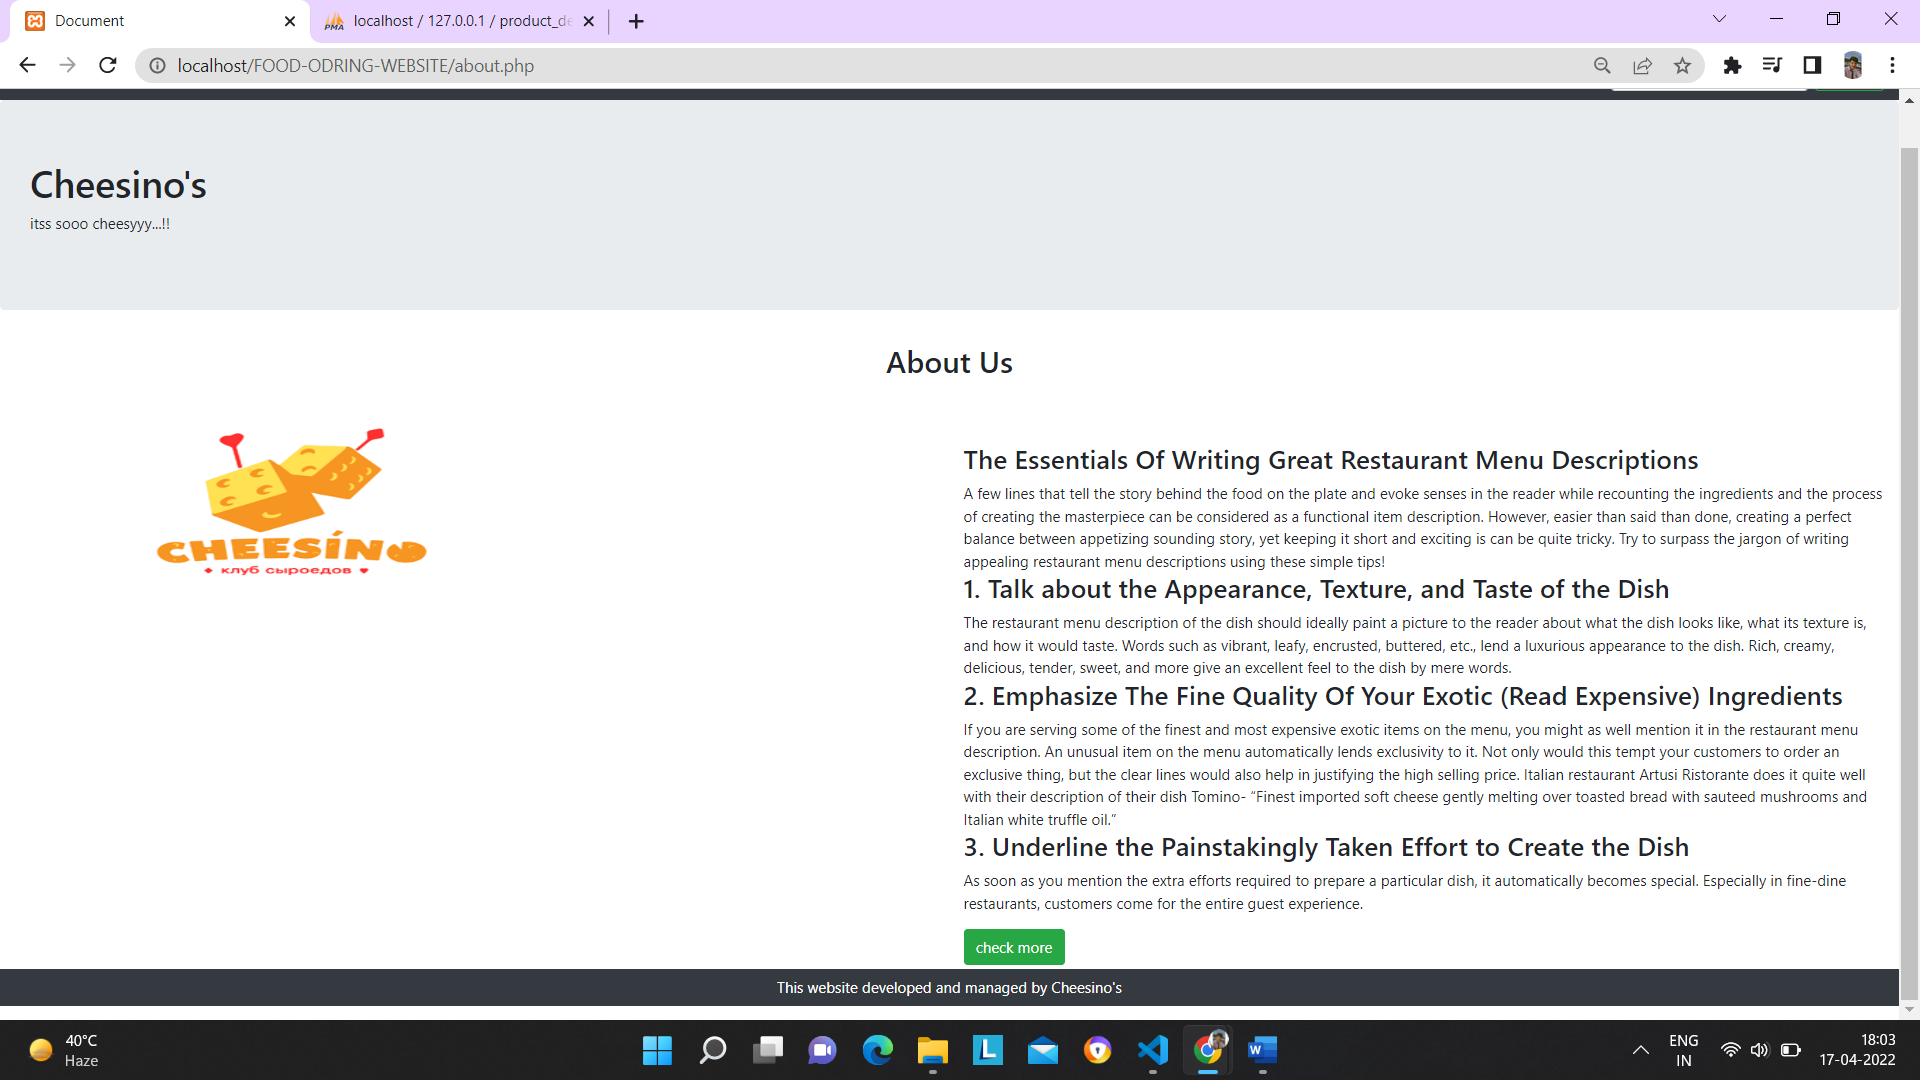 Document
localhost / 127.0.0.1 / product_de
localhost/FOOD-ODRING-WEBSITE/about.php
Cheesino's
itss sooo cheesyyy...!!
About Us
CHEESÍNO
клуб сыроедов
The Essentials Of Writing Great Restaurant Menu Descriptions
A few lines that tell the story behind the food on the plate and evoke senses in the reader while recounting the ingredients and the process
of creating the masterpiece can be considered as a functional item description. However, easier than said than done, creating a perfect
balance between appetizing sounding story, yet keeping it short and exciting is can be quite tricky. Try to surpass the jargon of writing
appealing restaurant menu descriptions using these simple tips!
1. Talk about the Appearance, Texture, and Taste of the Dish
The restaurant menu description of the dish should ideally paint a picture to the reader about what the dish looks like, what its texture is,
and how it would taste. Words such as vibrant, leafy, encrusted, buttered, etc., lend a luxurious appearance to the dish. Rich, creamy,
delicious, tender, sweet, and more give an excellent feel to the dish by mere words.
2. Emphasize The Fine Quality Of Your Exotic (Read Expensive) Ingredients
If you are serving some of the finest and most expensive exotic items on the menu, you might as well mention it in the restaurant menu
description. An unusual item on the menu automatically lends exclusivity to it. Not only would this tempt your customers to order an
exclusive thing, but the clear lines would also help in justifying the high selling price. Italian restaurant Artusi Ristorante does it quite well
with their description of their dish Tomino- “Finest imported soft cheese gently melting over toasted bread with sauteed mushrooms and
Italian white truffle oil.”
3. Underline the Painstakingly Taken Effort to Create the Dish
As soon as you mention the extra efforts required to prepare a particular dish, it automatically becomes special. Especially in fine-dine
restaurants, customers come for the entire guest experience.
check more
This website developed and managed by Cheesino's
40°C
Haze
ENG
IN
18:03
17-04-2022